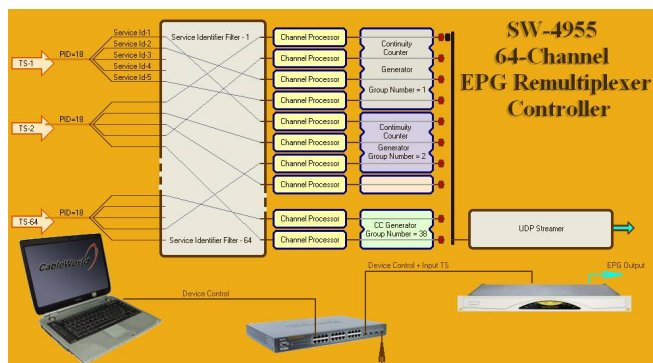 SW-4955
64-Channel
EPG Remultiplexer
Controller
Service Id-1
Service Id-2
Service Id-3
Service Id-4
Service Id-5
TS-1
PID=18
TS-2
PID=18
TS-64
PID=18
Service Identifier Filter - 1
Service Identifier Filter - 64
Channel Processor
Channel Processor
Channel Processor
Channel Processor
Channel Processor
Channel Processor
Channel Processor
Channel Processor
Channel Processor
Channel Processor
Continuity
Counter
Generator
Group Number = 1
Continuity
Counter
Generator
Group Number = 2
CC Generator
Group Number = 38
UDP Streamer
CableWorld
Device Control
Device Control + Input TS
EPG Output